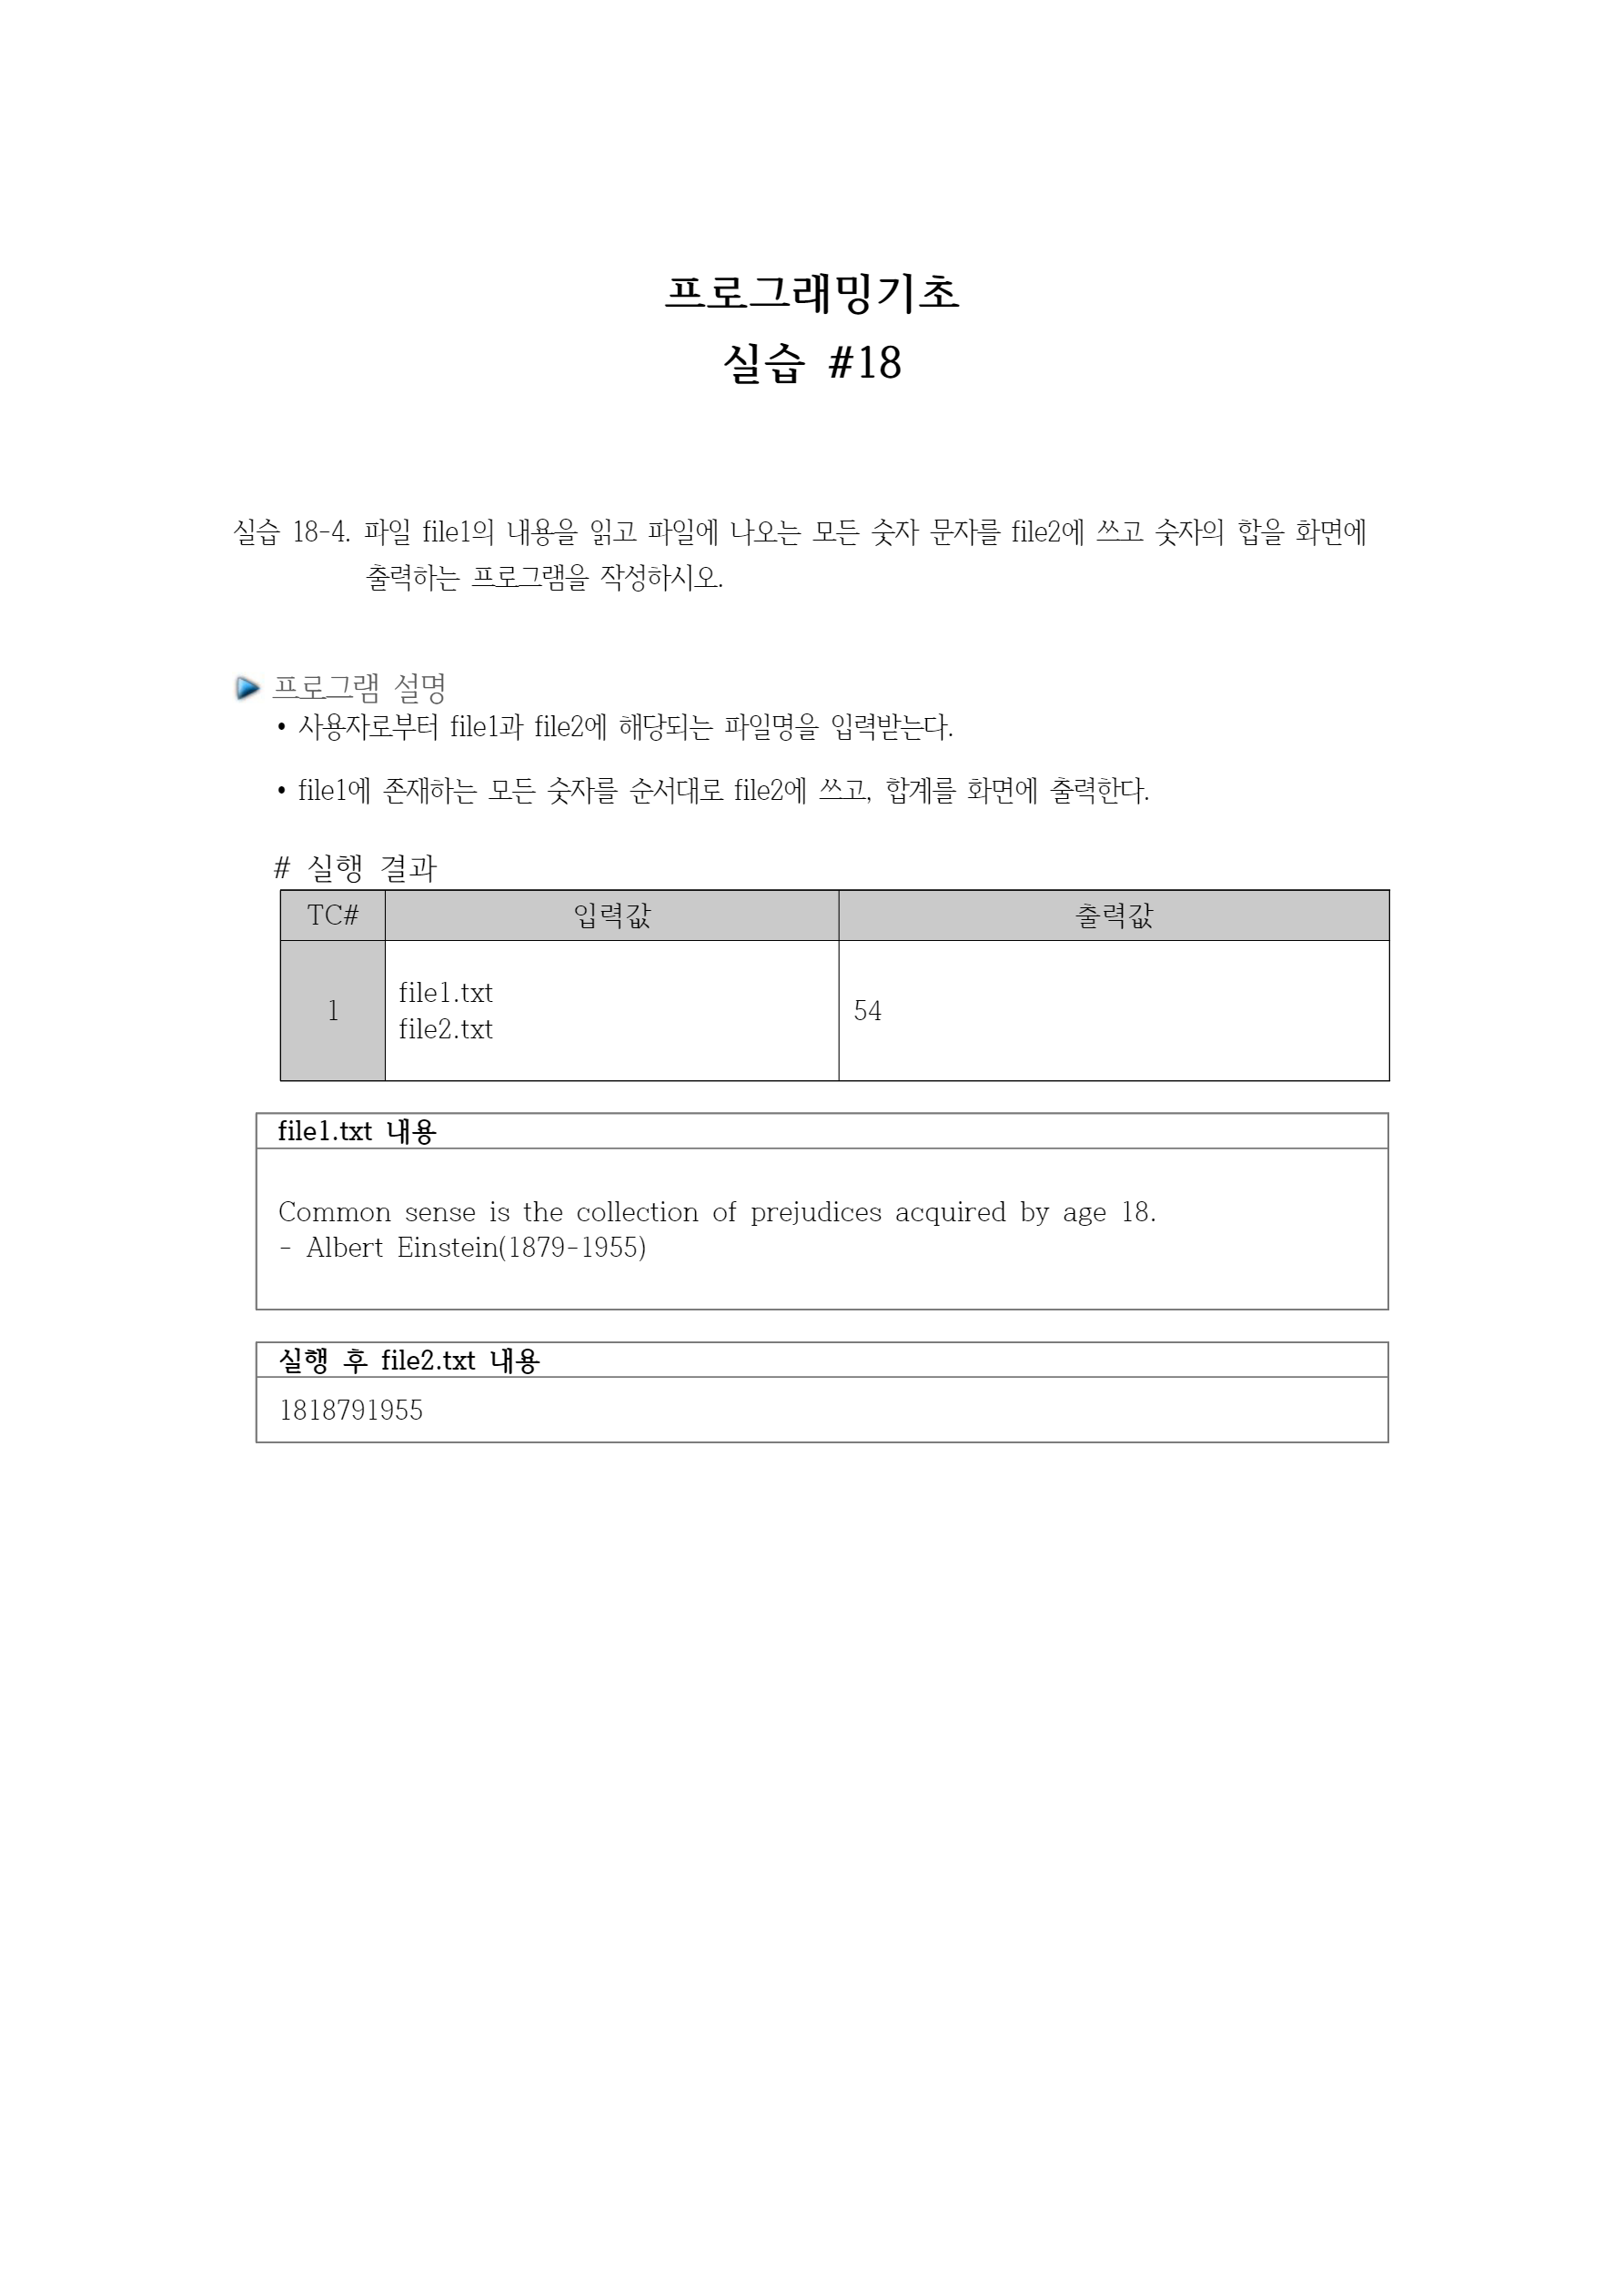 프로그래밍기초
실습 #18
실습 18-4. 파일 file1의 내용을 읽고 파일에 나오는 모든 숫자 문자를 file2에 쓰고 숫자의 합을 화면에
출력하는 프로그램을 작성하시오.
프로그램 설명
• 사용자로부터 file1과 file2에 해당되는 파일명을 입력받는다.
• file1에 존재하는 모든 숫자를 순서대로 file2에 쓰고, 합계를 화면에 출력한다.
# 실행 결과
TC# 입력값 출력값
1 file1.txt 54
file2.txt
file1.txt 내용
Common sense is the collection of prejudices acquired by age 18.
- Albert Einstein(1879-1955)
실행 후 file2.txt 내용
1818791955